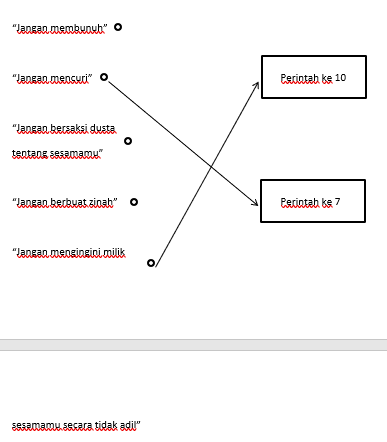 “Jangan membunuh”
“Jangan mencuri”
Perintah ke 10
“Jangan bersaksi dusta
tentang sesamamu”
“Jangan berbuat zinah”
Perintah ke 7
“Jangan mengingini milik
sesamamu secara tidak adil”